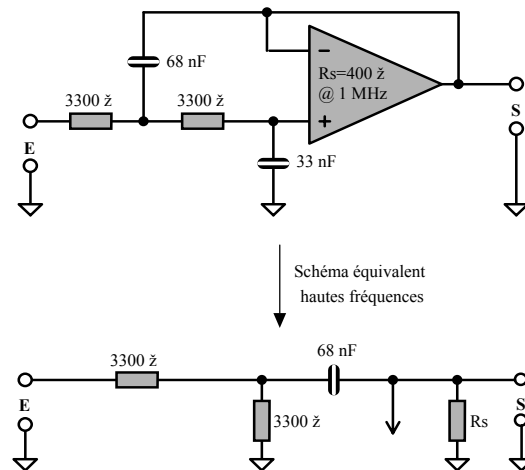 68 nF
Rs=400 ž
@ 1 MHz
3300 ž
3300 ž
−
+
E
S
33 nF
Schéma équivalent
hautes fréquences
68 nF
3300 ž
E
S
3300 ž
Rs